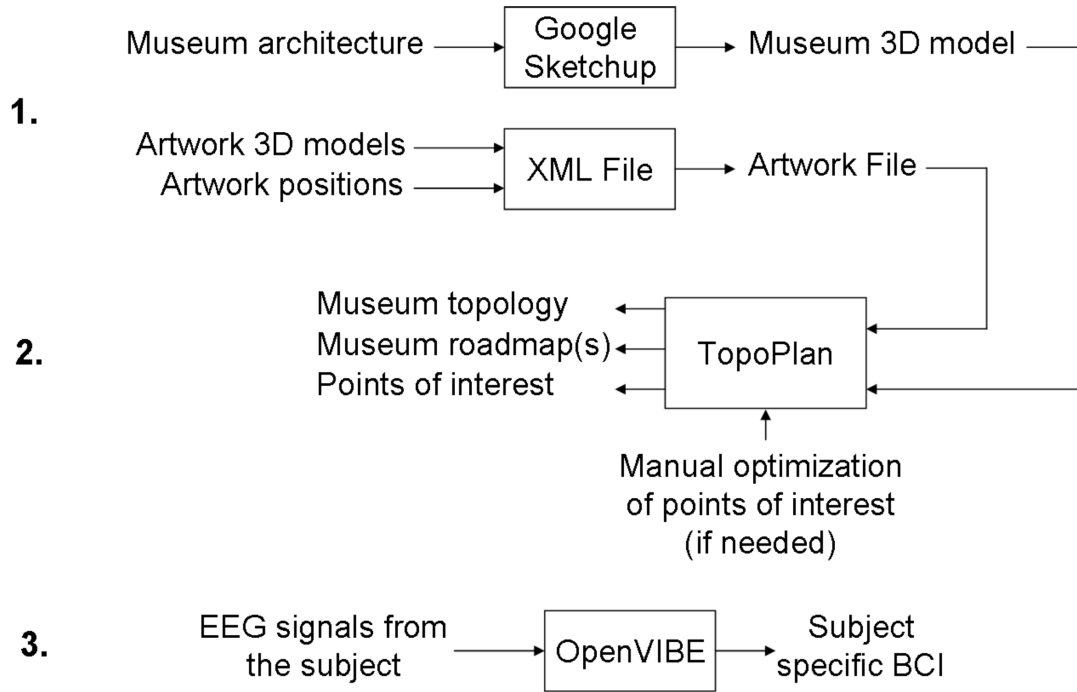 Museum architecture
Google
Sketchup
Museum 3D model
1.
Artwork 3D models
Artwork positions
XML File
Artwork File
2.
Museum topology
Museum roadmap(s)
Points of interest
TopoPlan
Manual optimization
of points of interest
(if needed)
3.
EEG signals from
the subject
OpenVIBE
Subject
specific BCI